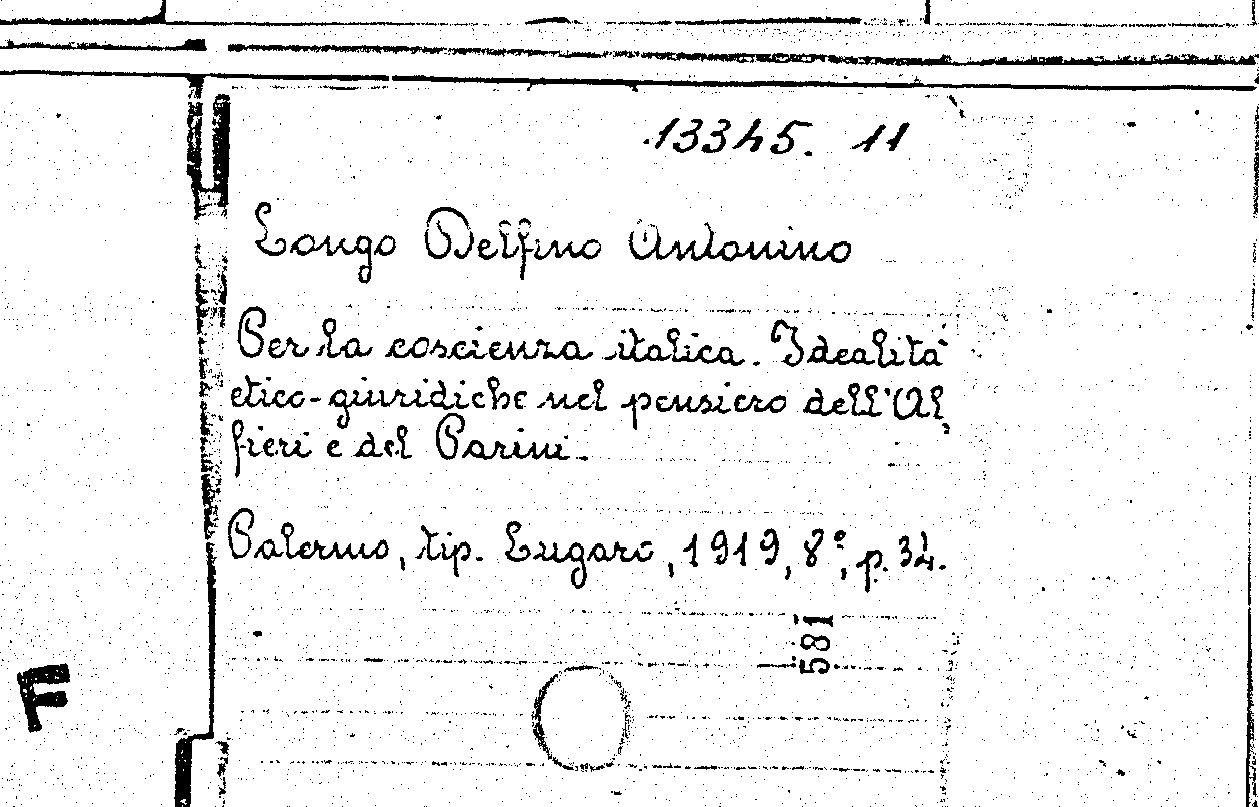 13345. 11
Longo Delfino Antonino
Per la coscienza italica. Idealità
etico-giuridiche nel pensiero dell'Al,
fieri e del Parini.
Palermo, tip. Lugaro, 1919, 8°, p. 34.
581
F